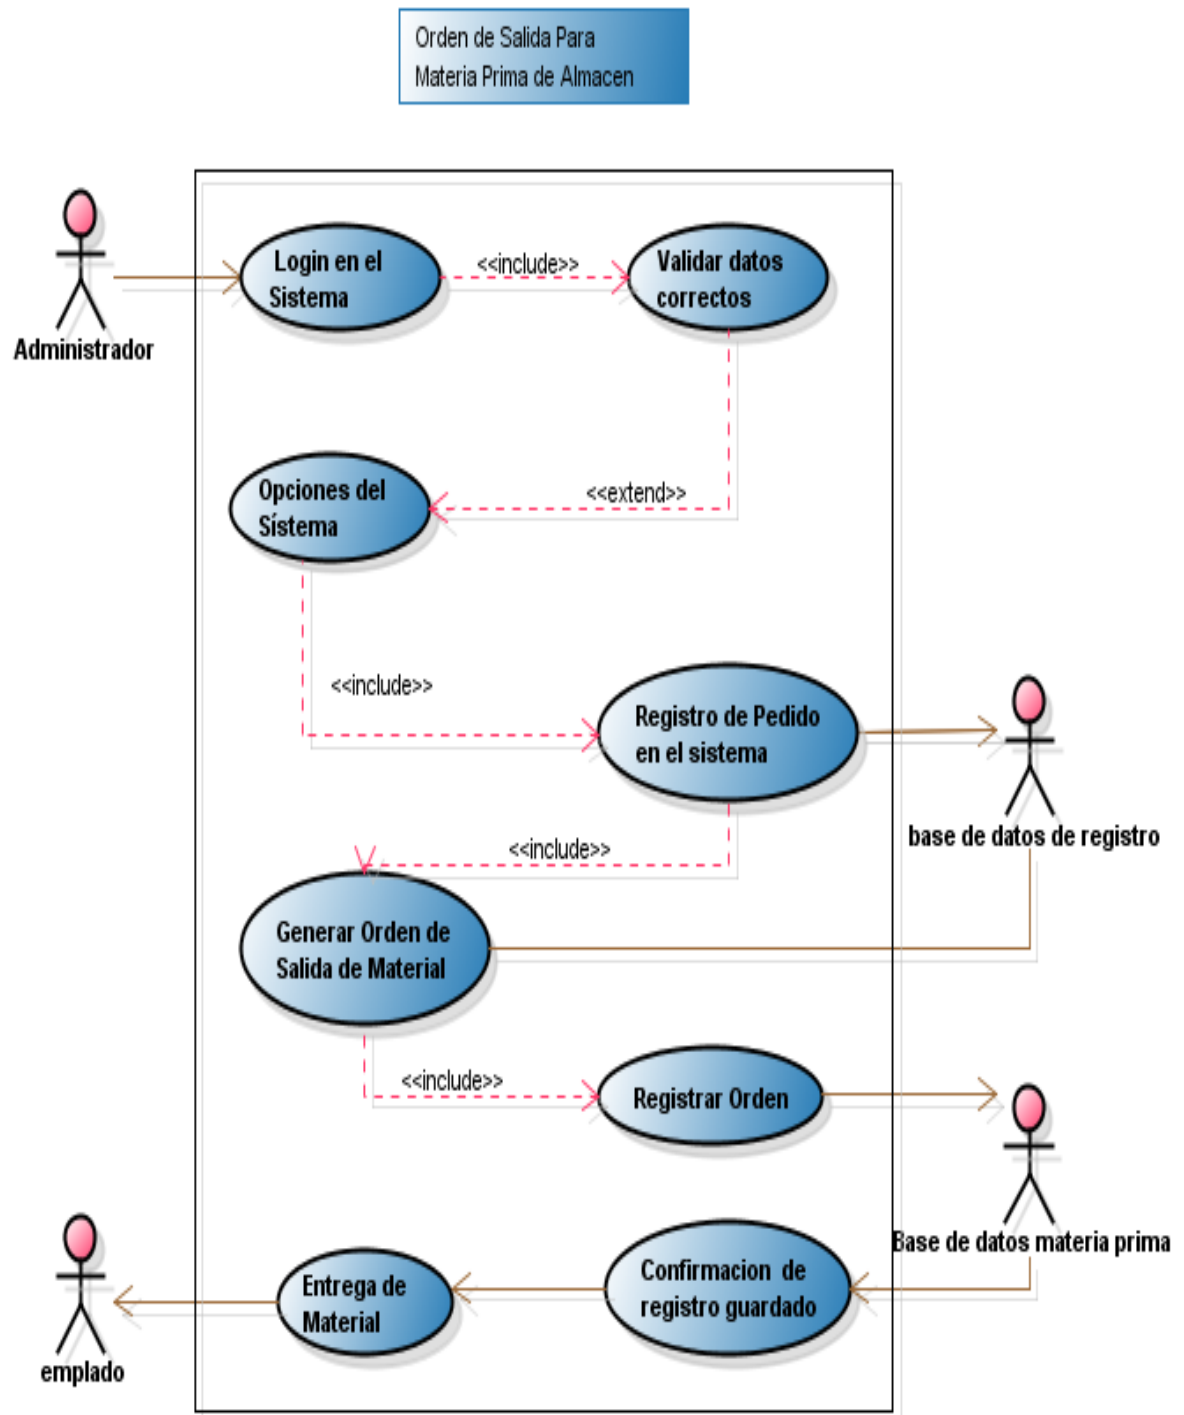 Orden de Salida Para
Materia Prima de Almacen
Administrador
Login en el
Sistema
<<include>>
Validar datos
correctos
<<extend>>
Opciones del
Sístema
<<include>>
Registro de Pedido
en el sistema
base de datos de registro
<<include>>
Generar Orden de
Salida de Material
<<include>>
Registrar Orden
Base de datos materia prima
Confirmacion de
registro guardado
Entrega de
Material
emplado